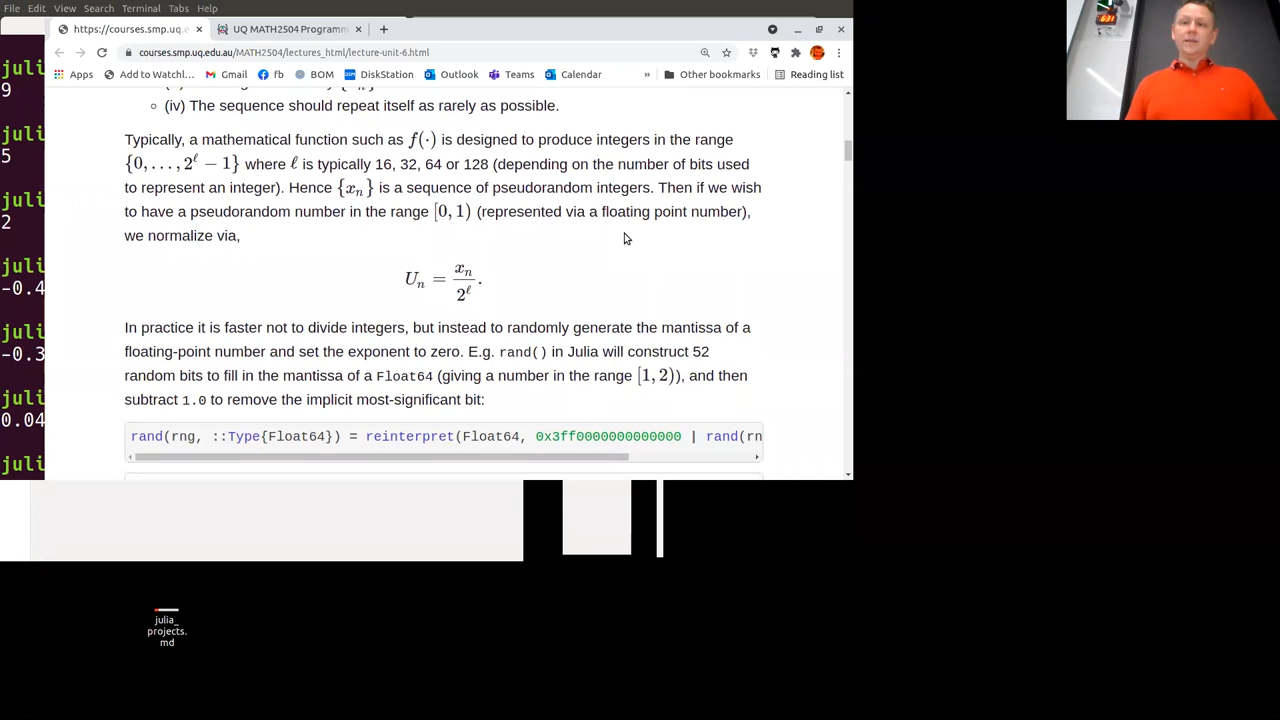 File Edit View Search Terminal Tabs Help
https://courses.smp.uq.e
UQ MATH2504 Programm
courses.smp.uq.edu.au/MATH2504/lectures_html/lecture-unit-6.html
Apps Add to Watchl... Gmail fb BOM DiskStation Outlook Teams Calendar » Other bookmarks Reading list
(iv) The sequence should repeat itself as rarely as possible.
Typically, a mathematical function such as f(·) is designed to produce integers in the range
{0, . . . , 2^ℓ − 1} where ℓ is typically 16, 32, 64 or 128 (depending on the number of bits used
to represent an integer). Hence {x_n} is a sequence of pseudorandom integers. Then if we wish
to have a pseudorandom number in the range [0, 1) (represented via a floating point number),
we normalize via,
U_n = x_n / 2^ℓ .
In practice it is faster not to divide integers, but instead to randomly generate the mantissa of a
floating-point number and set the exponent to zero. E.g. rand() in Julia will construct 52
random bits to fill in the mantissa of a Float64 (giving a number in the range [1, 2)), and then
subtract 1.0 to remove the implicit most-significant bit:
rand(rng, ::Type{Float64}) = reinterpret(Float64, 0x3ff0000000000000 | rand(rn
juli
9
juli
5
juli
2
juli
-0.4
juli
-0.3
juli
0.04
juli
julia_
projects.
md
6:31